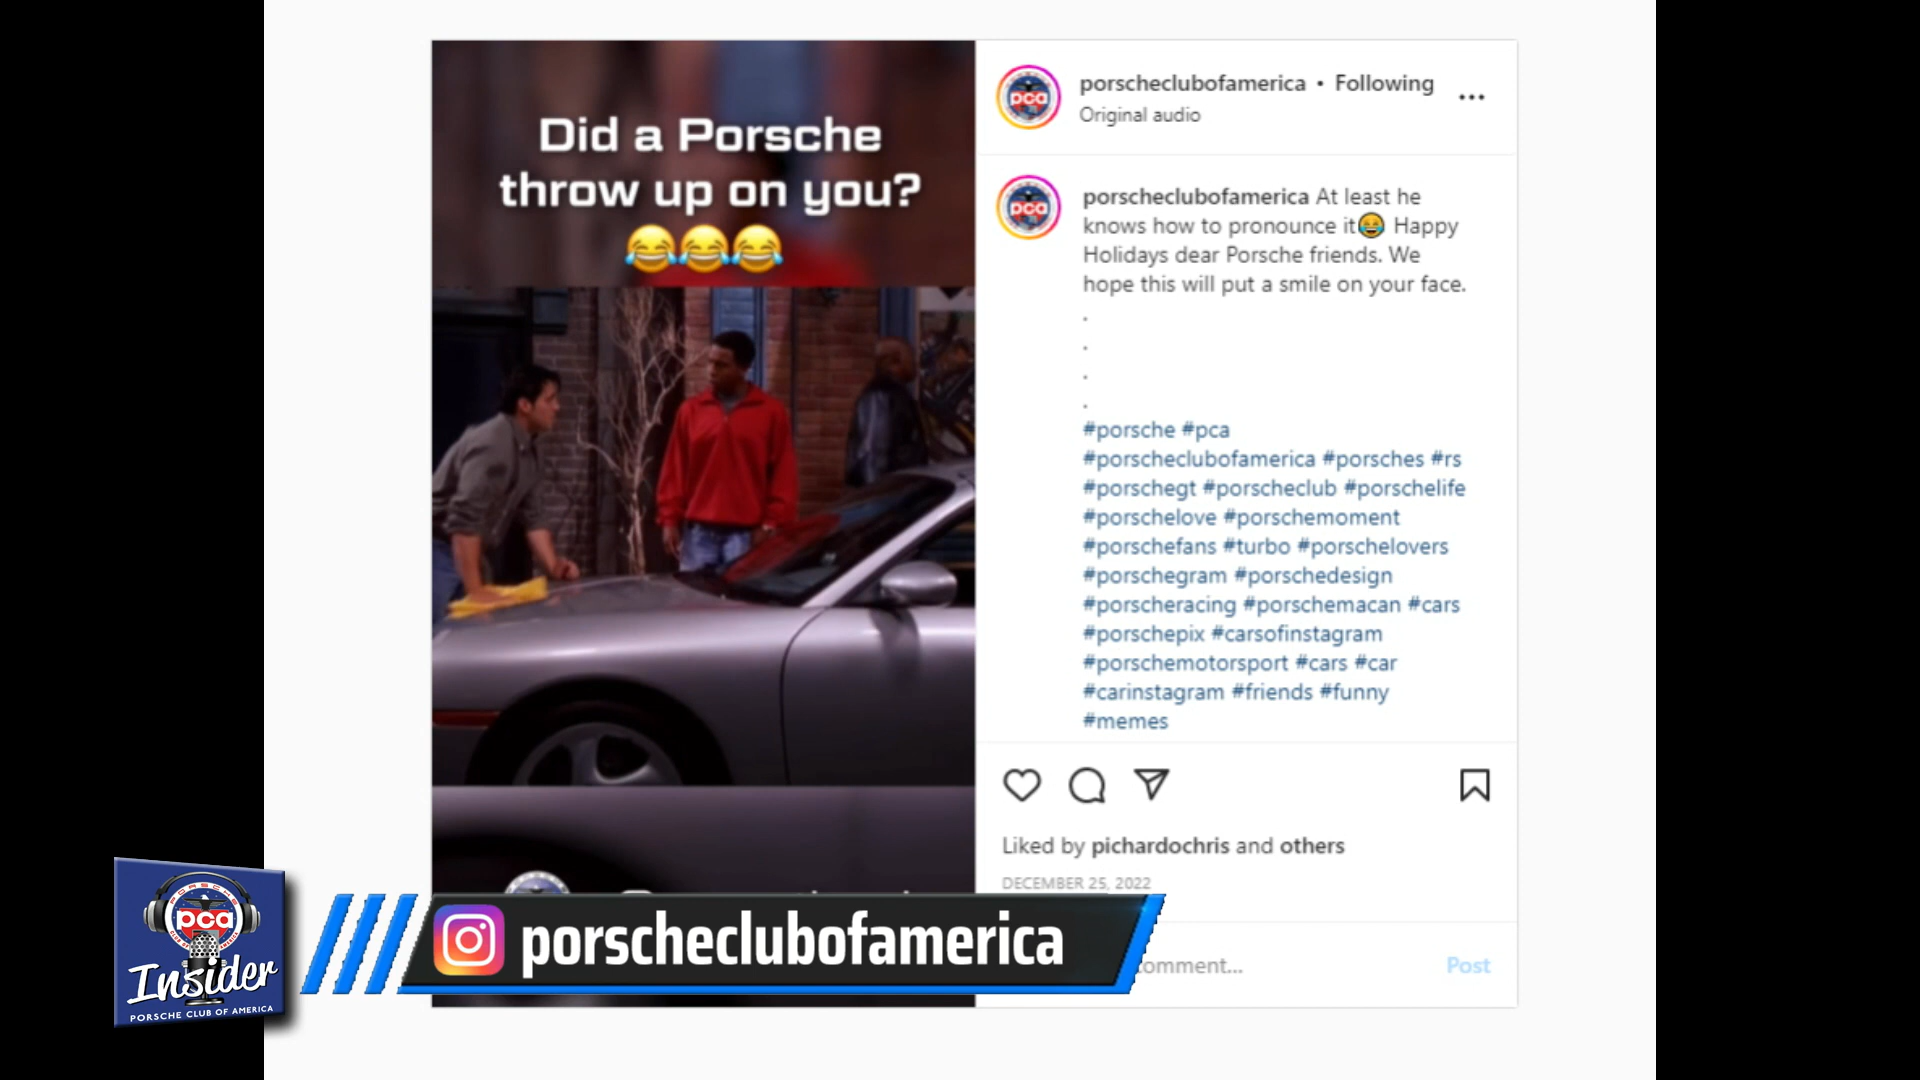 Did a Porsche
throw up on you?
😂😂😂
pca
porscheclubofamerica • Following
Original audio
pca
porscheclubofamerica At least he
knows how to pronounce it😂 Happy
Holidays dear Porsche friends. We
hope this will put a smile on your face.
.
.
.
.
#porsche #pca
#porscheclubofamerica #porsches #rs
#porschegt #porscheclub #porschelife
#porschelove #porschemoment
#porschefans #turbo #porschelovers
#porschegram #porschedesign
#porscheracing #porschemacan #cars
#porschepix #carsofinstagram
#porschemotorsport #cars #car
#carinstagram #friends #funny
#memes
Liked by pichardochris and others
DECEMBER 25, 2022
omment...
Post
PORSCHE
pca
Insider
PORSCHE CLUB OF AMERICA
porscheclubofamerica